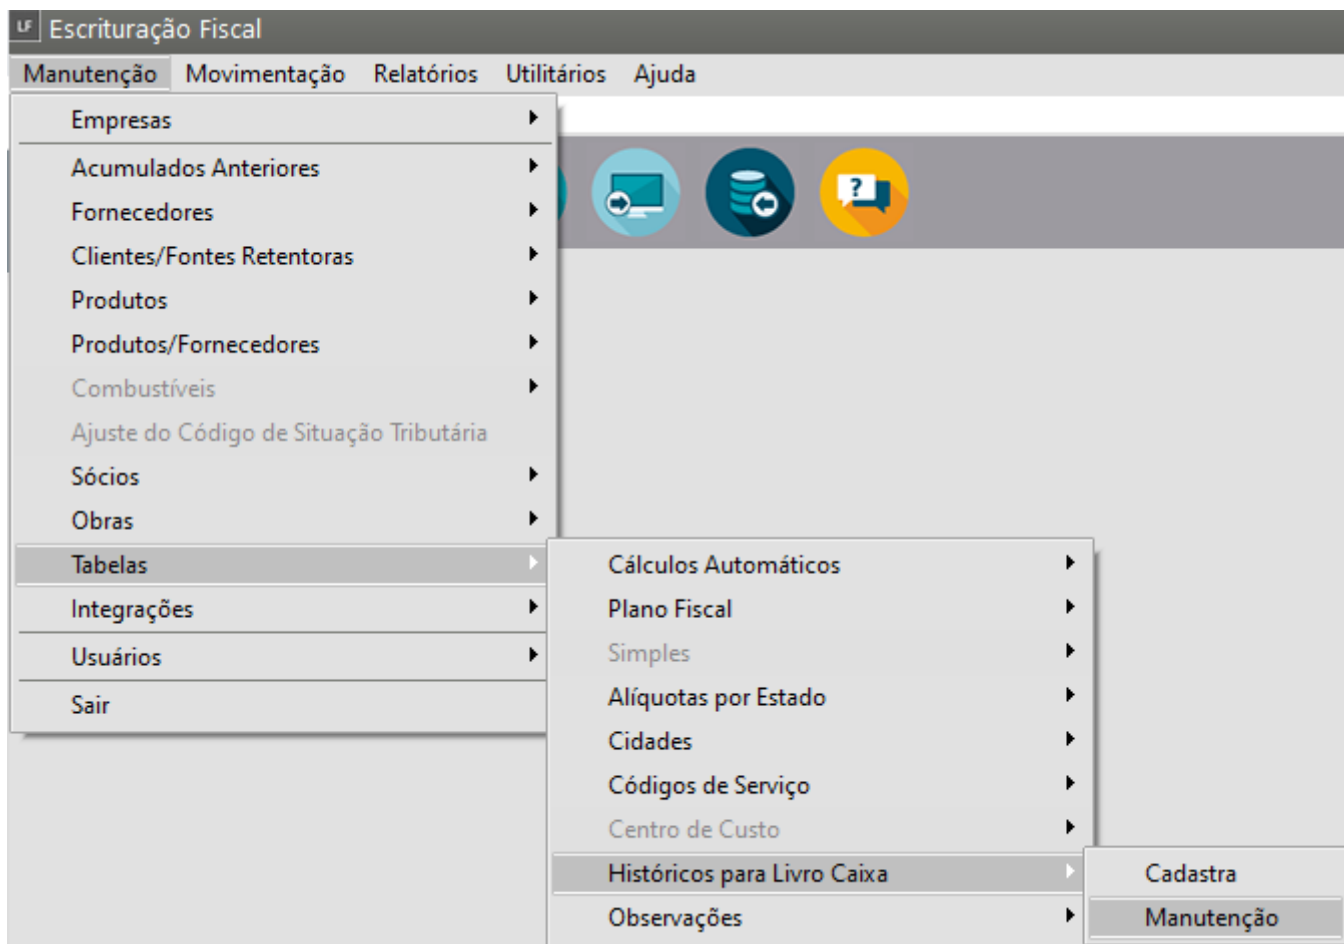 LF Escrituração Fiscal
Manutenção Movimentação Relatórios Utilitários Ajuda
Empresas
Acumulados Anteriores
Fornecedores
Clientes/Fontes Retentoras
Produtos
Produtos/Fornecedores
Combustíveis
Ajuste do Código de Situação Tributária
Sócios
Obras
Tabelas
Integrações
Usuários
Sair
Cálculos Automáticos
Plano Fiscal
Simples
Alíquotas por Estado
Cidades
Códigos de Serviço
Centro de Custo
Históricos para Livro Caixa
Observações
Cadastra
Manutenção
?